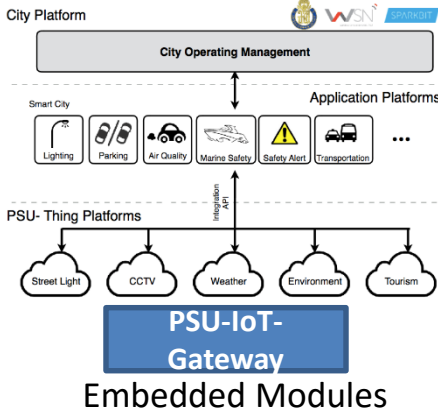 City Platform
WSN
SPARKBIT
City Operating Management
Application Platforms
Smart City
Lighting
Parking
Air Quality
Marine Safety
Safety Alert
Transportation
...
PSU- Thing Platforms
Integration
API
Street Light
CCTV
Weather
Environment
Tourism
PSU-IoT-
Gateway
Embedded Modules